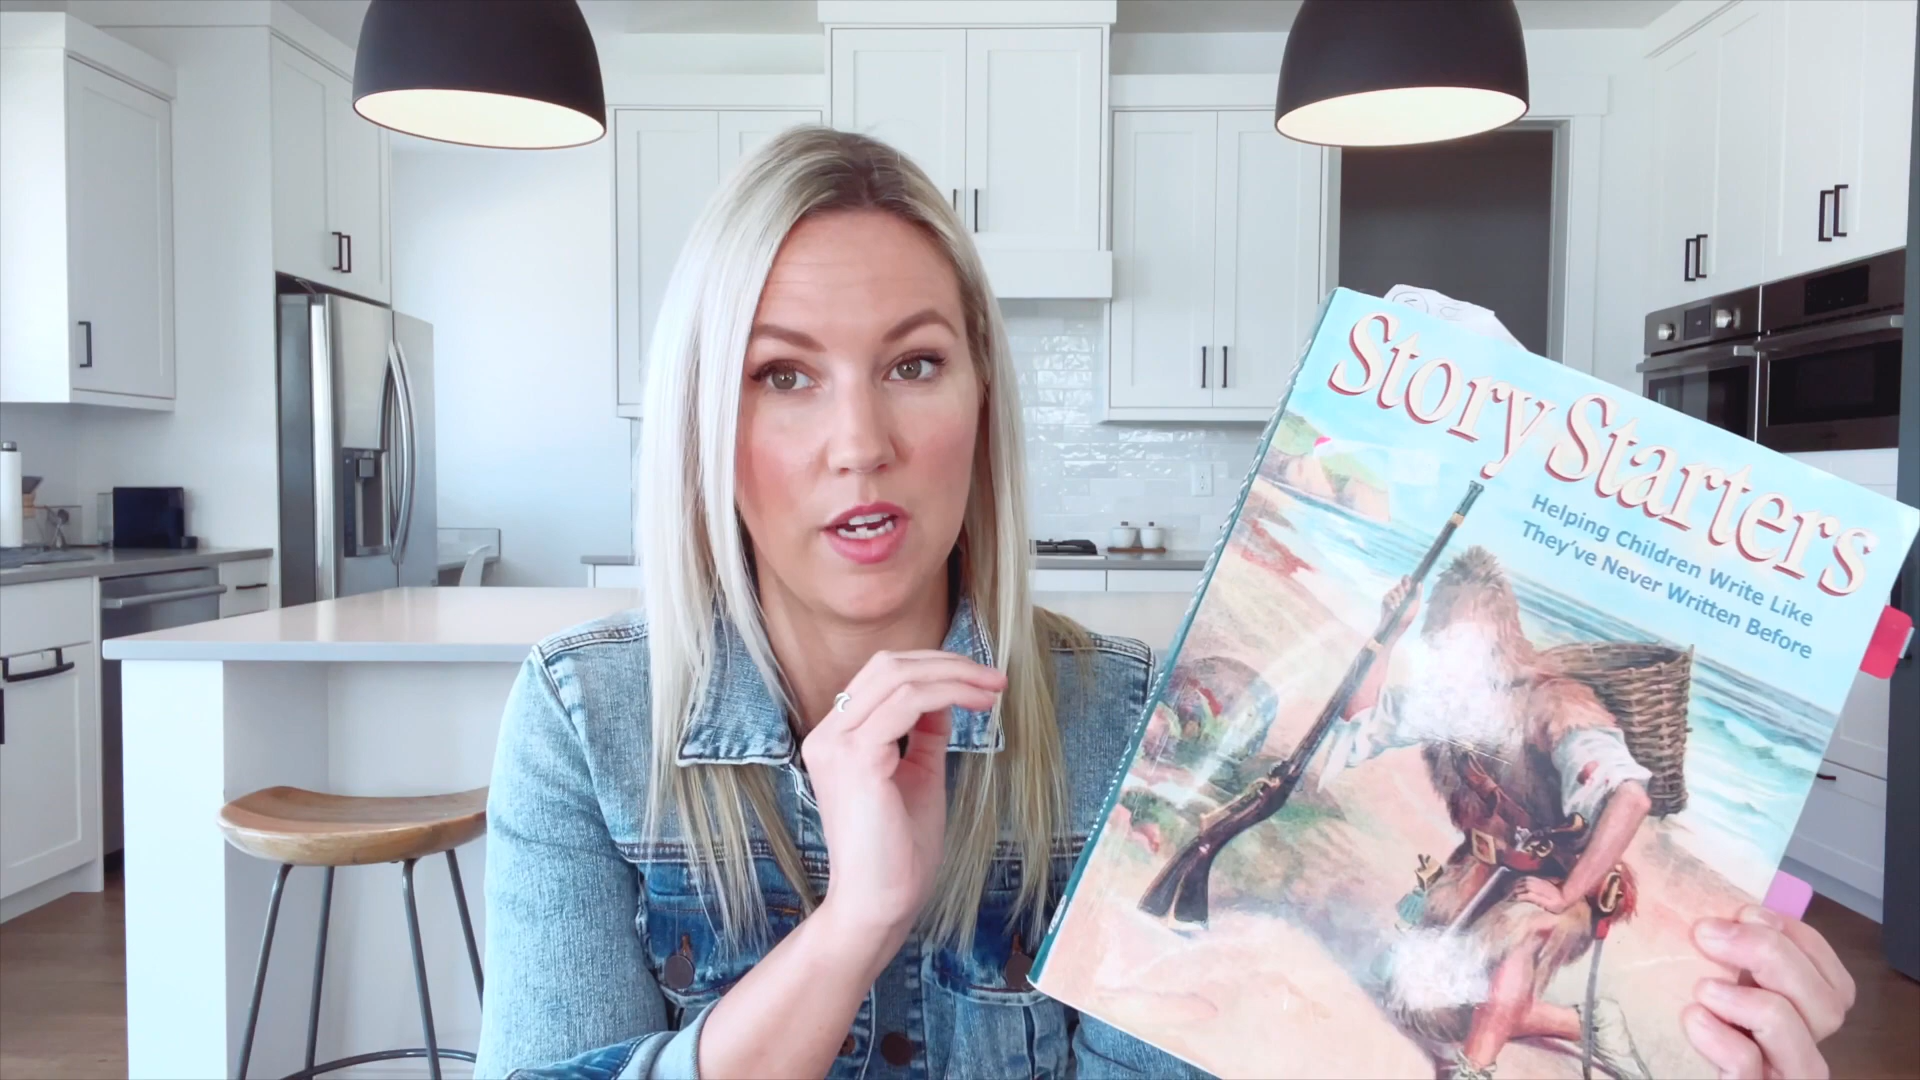 Story Starters
Helping Children Write Like
They've Never Written Before